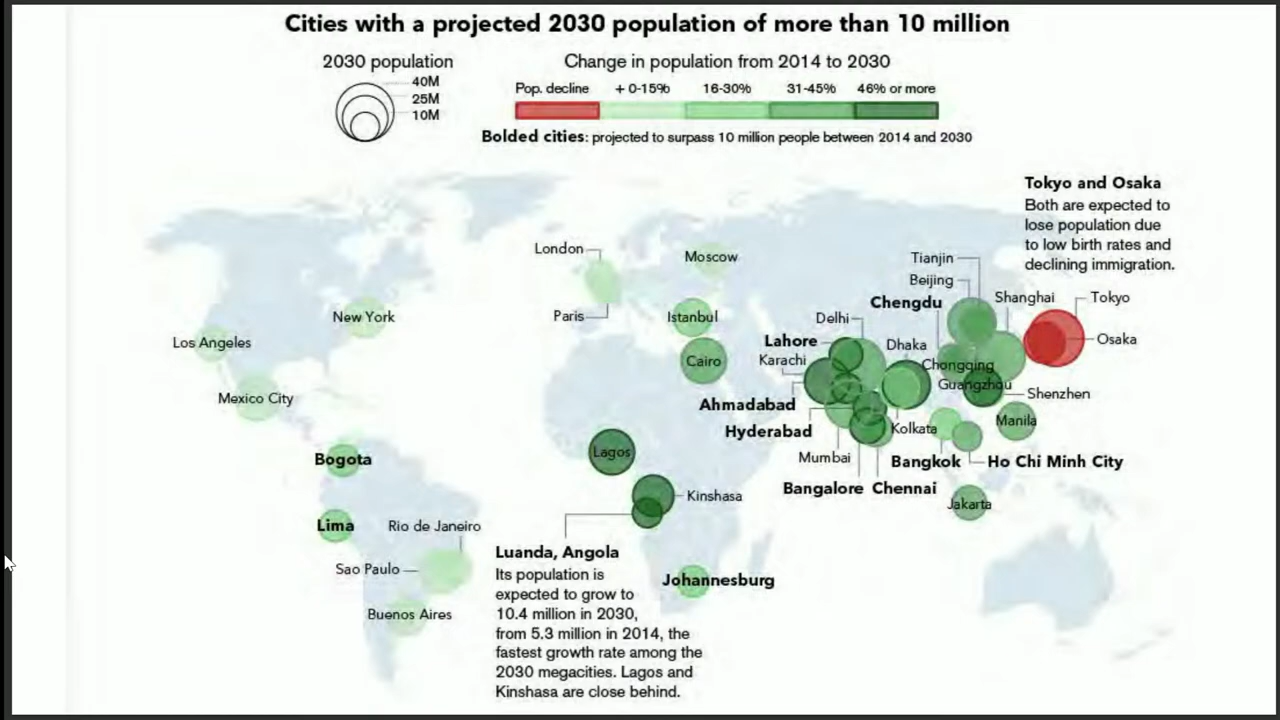 Cities with a projected 2030 population of more than 10 million
2030 population
40M
25M
10M
Change in population from 2014 to 2030
Pop. decline
+ 0-15%
16-30%
31-45%
46% or more
Bolded cities: projected to surpass 10 million people between 2014 and 2030
Tokyo and Osaka
Both are expected to
lose population due
to low birth rates and
declining immigration.
London
Moscow
Tianjin
Beijing
Shanghai
Tokyo
Chengdu
New York
Paris
Istanbul
Delhi
Osaka
Los Angeles
Lahore
Dhaka
Karachi
Cairo
Chongqing
Guangzhou
Shenzhen
Mexico City
Ahmadabad
Manila
Hyderabad
Kolkata
Bogota
Lagos
Mumbai
Bangkok
Ho Chi Minh City
Bangalore
Chennai
Kinshasa
Jakarta
Lima
Rio de Janeiro
Sao Paulo
Buenos Aires
Johannesburg
Luanda, Angola
Its population is
expected to grow to
10.4 million in 2030,
from 5.3 million in 2014, the
fastest growth rate among the
2030 megacities. Lagos and
Kinshasa are close behind.